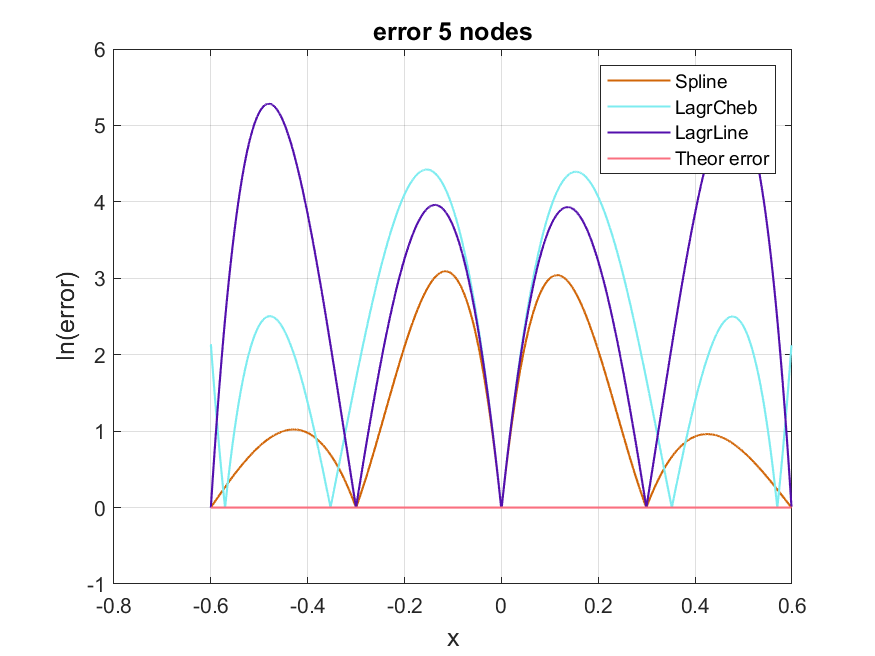 error 5 nodes
6
5
4
3
2
1
0
-1
ln(error)
Spline
LagrCheb
LagrLine
Theor error
-0.8
-0.6
-0.4
-0.2
0
0.2
0.4
0.6
x